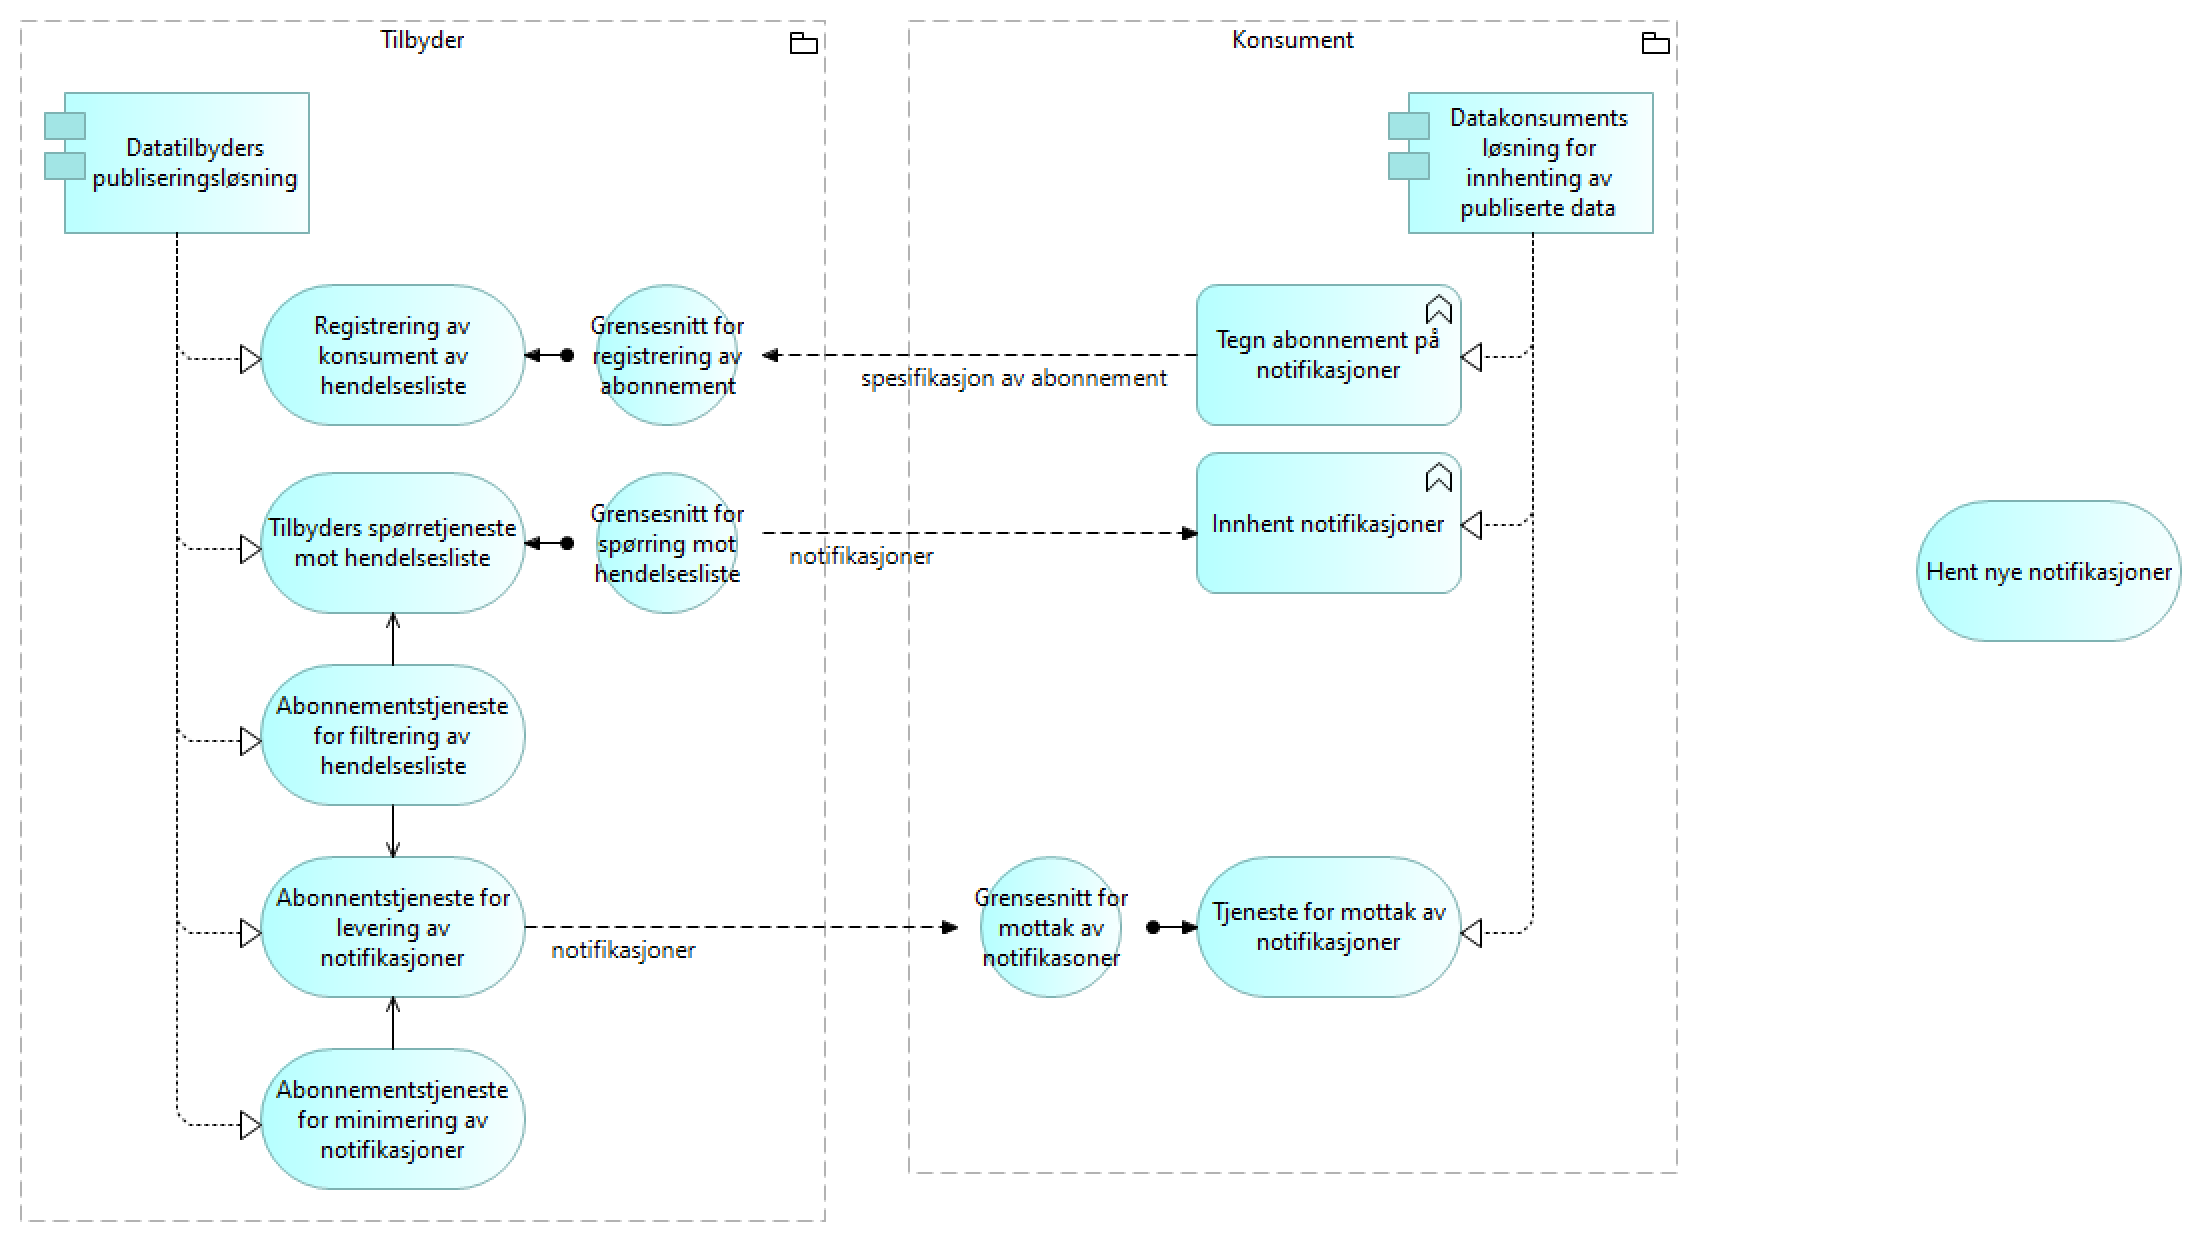 Tilbyder
Datatilbyders
publiseringsløsning
Registrering av
konsument av
hendelsesliste
Grensesnitt for
registrering av
abonnement
Tilbyders spørretjeneste
mot hendelsesliste
Grensesnitt for
spørring mot
hendelsesliste
Abonnementstjeneste
for filtrering av
hendelsesliste
Abonnentstjeneste for
levering av
notifikasjoner
Abonnementstjeneste
for minimering av
notifikasjoner
spesifikasjon av abonnement
notifikasjoner
notifikasjoner
Konsument
Datakonsuments
løsning for
innhenting av
publiserte data
Tegn abonnement på
notifikasjoner
Innhent notifikasjoner
Grensesnitt for
mottak av
notifikasoner
Tjeneste for mottak av
notifikasjoner
Hent nye notifikasjoner